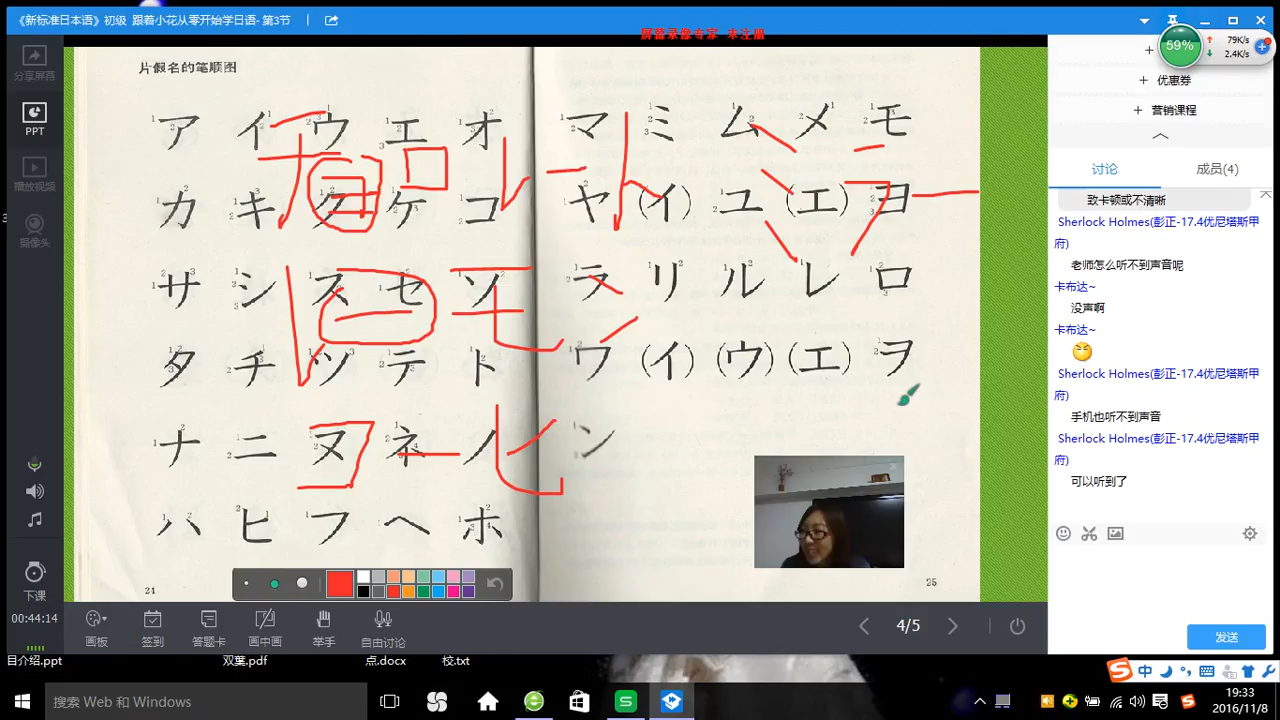 《新标准日本语》初级 跟着小花从零开始学日语- 第3节
屏幕录像专家 未注册
59%
79K/s
2.4K/s
分享屏幕
PPT
播放视频
摄像头
下课
00:44:14
片假名的笔顺图
ア イ ウ エ オ
カ キ ク ケ コ
サ シ ス セ ソ
タ チ ツ テ ト
ナ ニ ヌ ネ ノ
ハ ヒ フ ヘ ホ
24
マ ミ ム メ モ
ヤ (イ) ユ (エ) ヨ
ラ リ ル レ ロ
ワ (イ) (ウ) (エ) ヲ
ン
25
画板
签到
答题卡
画中画
举手
自由讨论
4/5
+ 优惠券
+ 营销课程
讨论
成员(4)
致卡顿或不清晰
Sherlock Holmes(彭正-17.4优尼塔斯甲
府)
老师怎么听不到声音呢
卡布达~
没声啊
卡布达~
Sherlock Holmes(彭正-17.4优尼塔斯甲
府)
手机也听不到声音
Sherlock Holmes(彭正-17.4优尼塔斯甲
府)
可以听到了
发送
目介绍.ppt
双葉.pdf
点.docx
校.txt
中
搜索 Web 和 Windows
19:33
2016/11/8